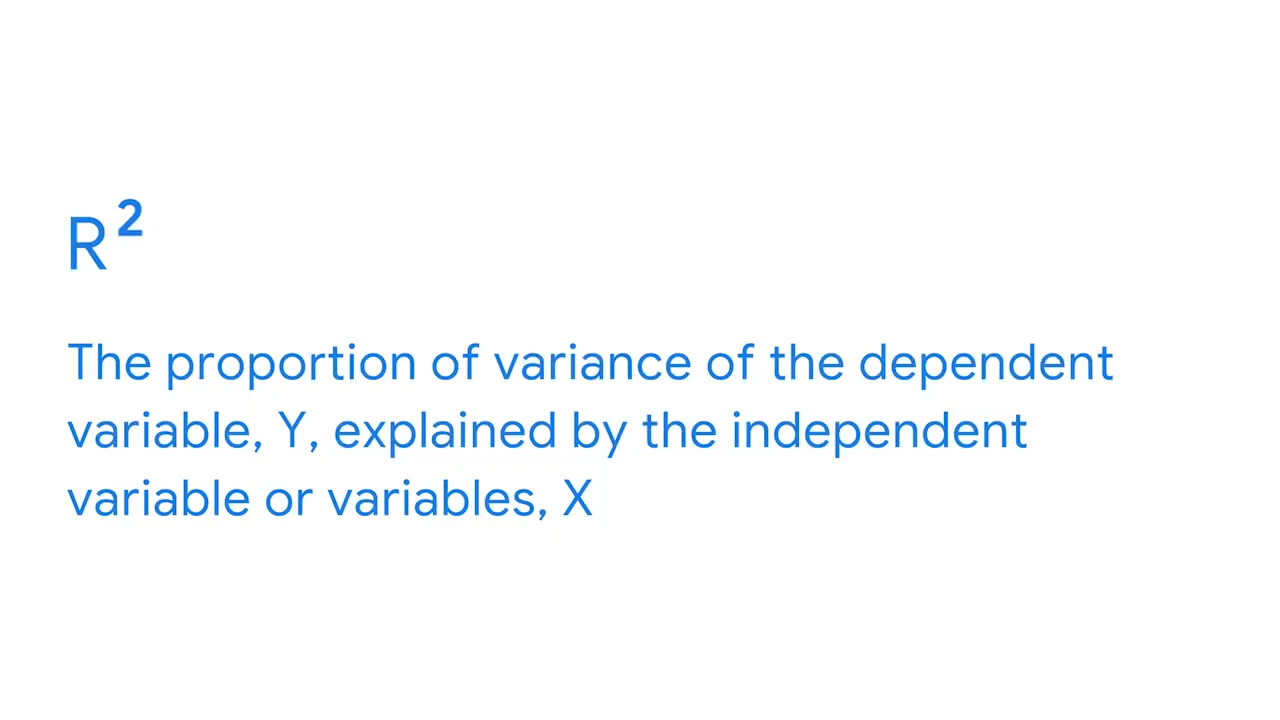 R²
The proportion of variance of the dependent
variable, Y, explained by the independent
variable or variables, X